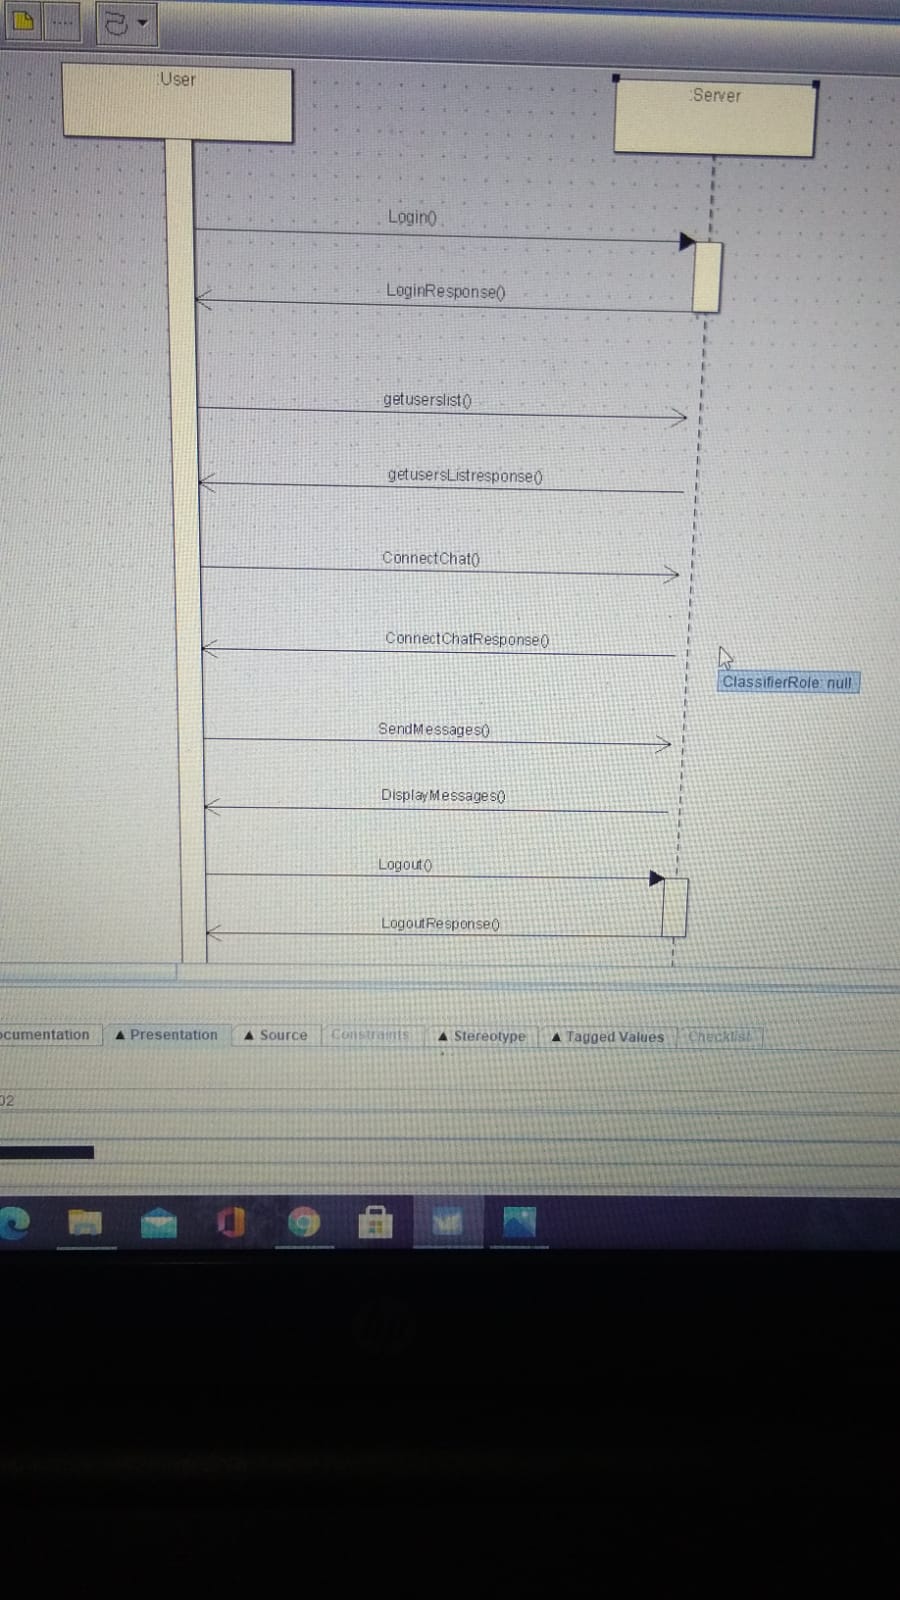 :User
:Server
Login()
LoginResponse()
getuserslist()
getusersListresponse()
ConnectChat()
ConnectChatResponse()
ClassifierRole: null
SendMessages()
DisplayMessages()
Logout()
LogoutResponse()
ocumentation ▲ Presentation ▲ Source Constraints ▲ Stereotype ▲ Tagged Values Checklist
02
hp